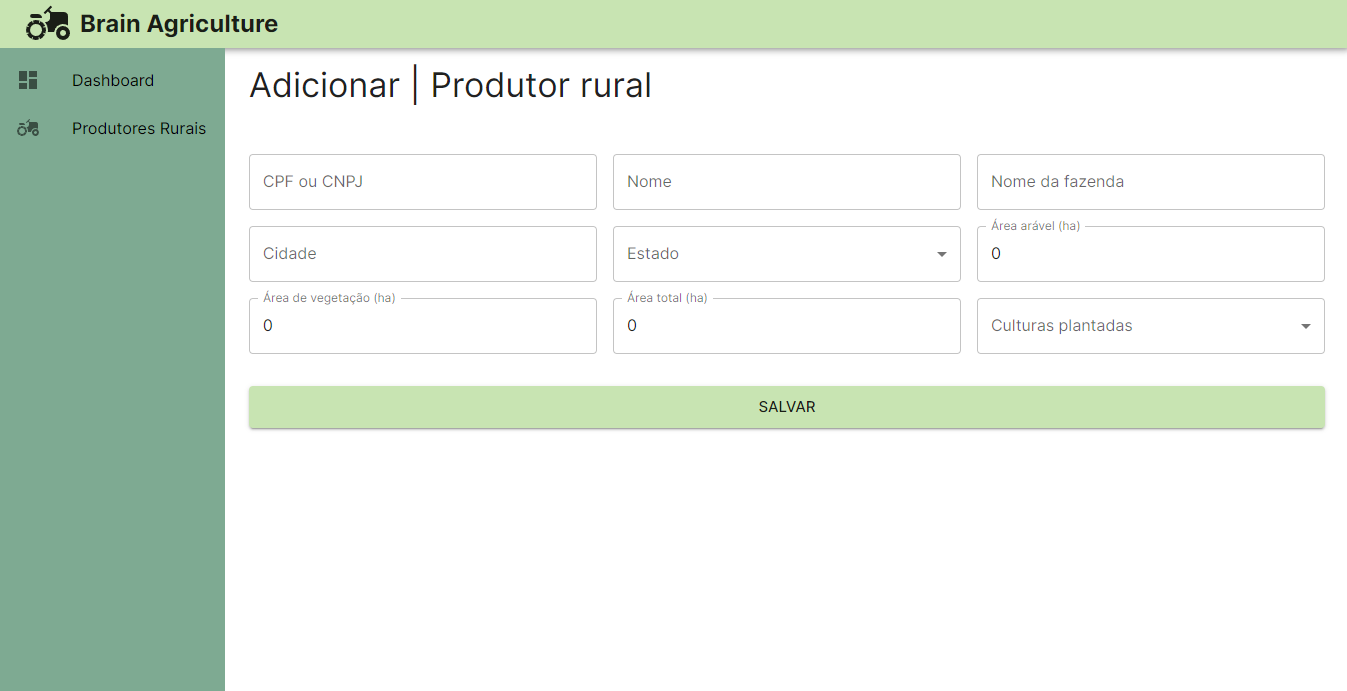 Brain Agriculture
Dashboard
Produtores Rurais
Adicionar | Produtor rural
CPF ou CNPJ
Nome
Nome da fazenda
Cidade
Estado
Área arável (ha)
0
Área de vegetação (ha)
0
Área total (ha)
0
Culturas plantadas
SALVAR